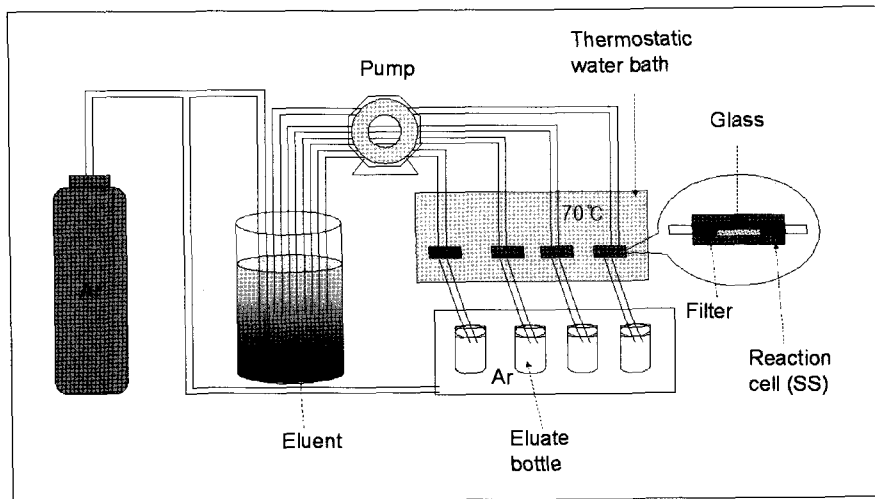 Thermostatic
water bath
Pump
Glass
70℃
Ar
Filter
Ar
Reaction
cell (SS)
Eluent
Eluate
bottle